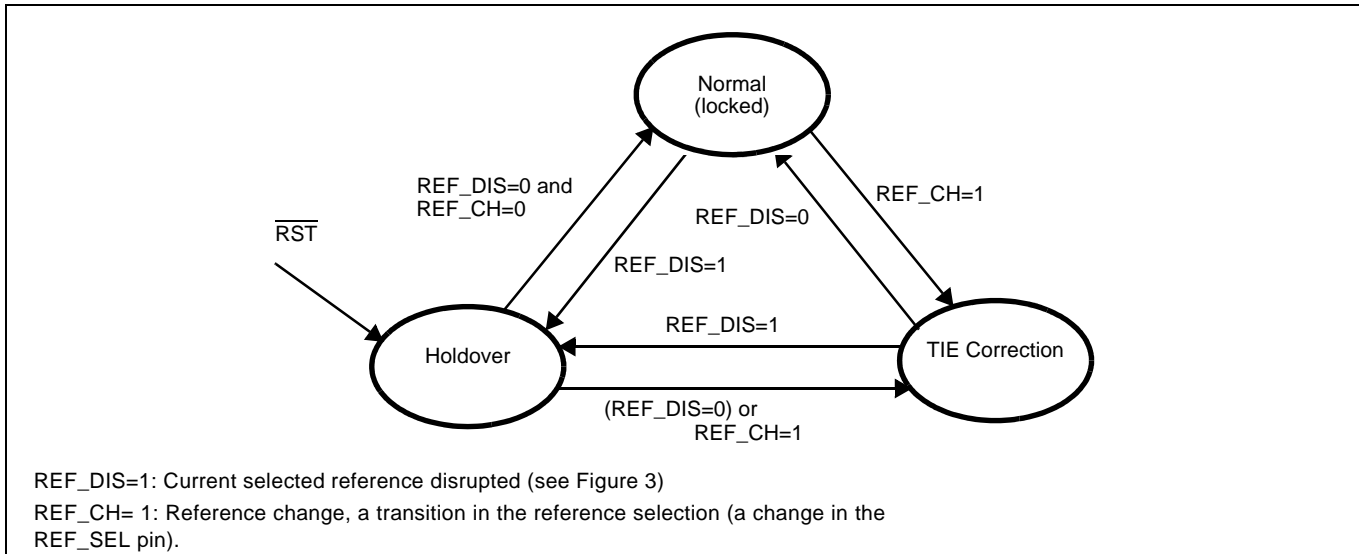 Normal
(locked)
REF_DIS=0 and
REF_CH=0
REF_CH=1
REF_DIS=0
RST
REF_DIS=1
REF_DIS=1
Holdover
TIE Correction
(REF_DIS=0) or
REF_CH=1
REF_DIS=1: Current selected reference disrupted (see Figure 3)
REF_CH= 1: Reference change, a transition in the reference selection (a change in the
REF_SEL pin).